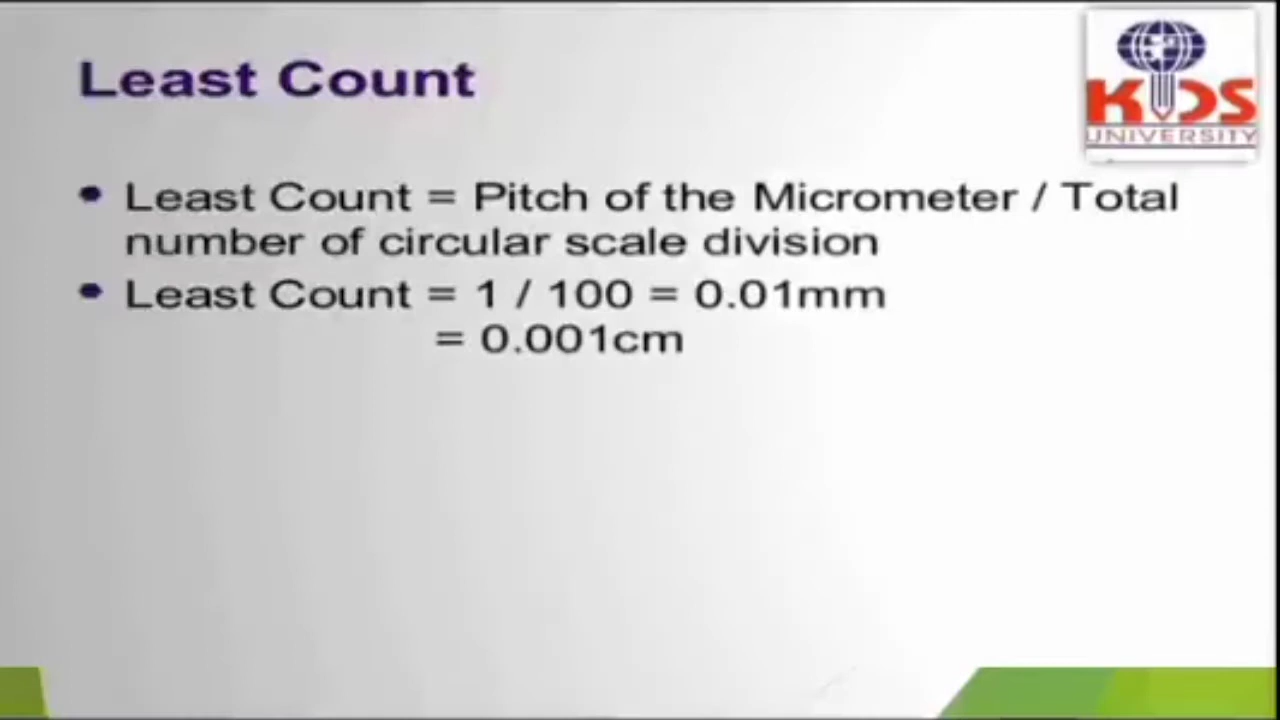 Least Count
KIDS
UNIVERSITY
• Least Count = Pitch of the Micrometer / Total
number of circular scale division
• Least Count = 1 / 100 = 0.01mm
= 0.001cm